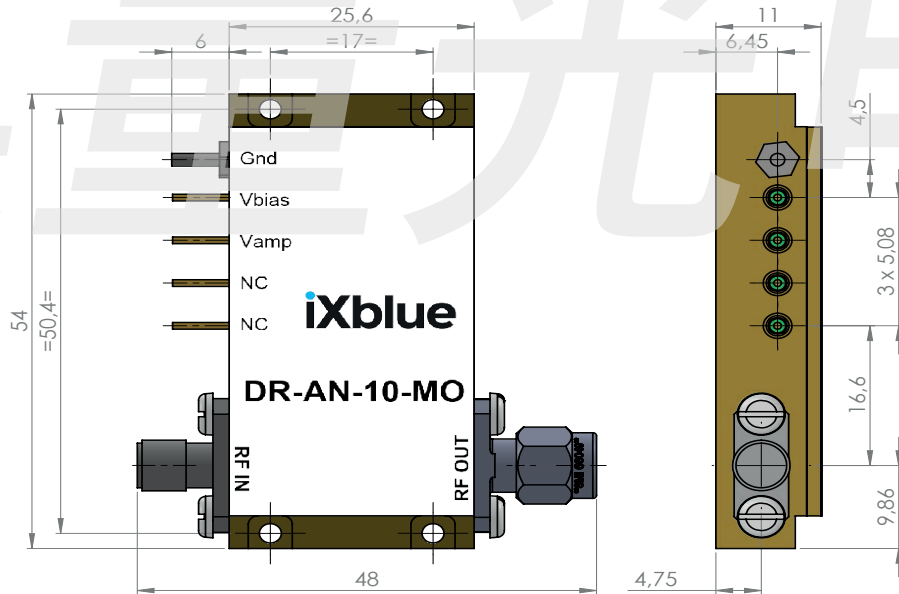 25,6
=17=
6
11
6,45
4,5
3 x 5,08
16,6
9,86
4,75
54
=50,4=
48
Gnd
Vbias
Vamp
NC
NC
iXblue
DR-AN-10-MO
RF IN
RF OUT
光